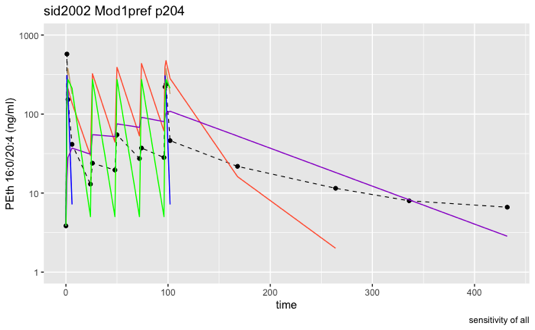 sid2002 Mod1pref p204
1000
100
10
1
PEth 16:0/20:4 (ng/ml)
0 100 200 300 400
time
sensitivity of all